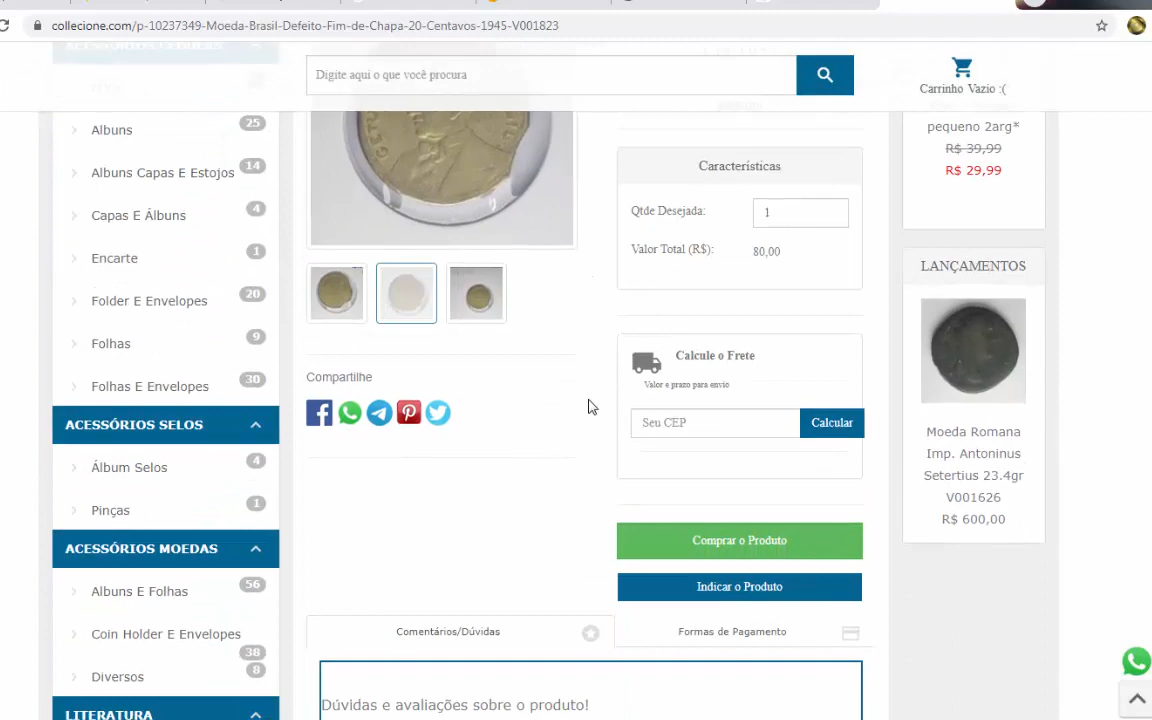 collecione.com/p-10237349-Moeda-Brasil-Defeito-Fim-de-Chapa-20-Centavos-1945-V001823
Digite aqui o que você procura
Carrinho Vazio :(
Albuns 25
Albuns Capas E Estojos 14
Capas E Álbuns 4
Encarte 1
Folder E Envelopes 20
Folhas 9
Folhas E Envelopes 30
ACESSÓRIOS SELOS
Álbum Selos 4
Pinças 1
ACESSÓRIOS MOEDAS
Albuns E Folhas 56
Coin Holder E Envelopes
38
Diversos 8
LITERATURA
Compartilhe
Características
Qtde Desejada: 1
Valor Total (R$): 80,00
Calcule o Frete
Valor e prazo para envio
Seu CEP Calcular
Comprar o Produto
Indicar o Produto
Comentários/Dúvidas
Formas de Pagamento
Dúvidas e avaliações sobre o produto!
pequeno 2arg*
R$ 39,99
R$ 29,99
LANÇAMENTOS
Moeda Romana
Imp. Antoninus
Setertius 23.4gr
V001626
R$ 600,00